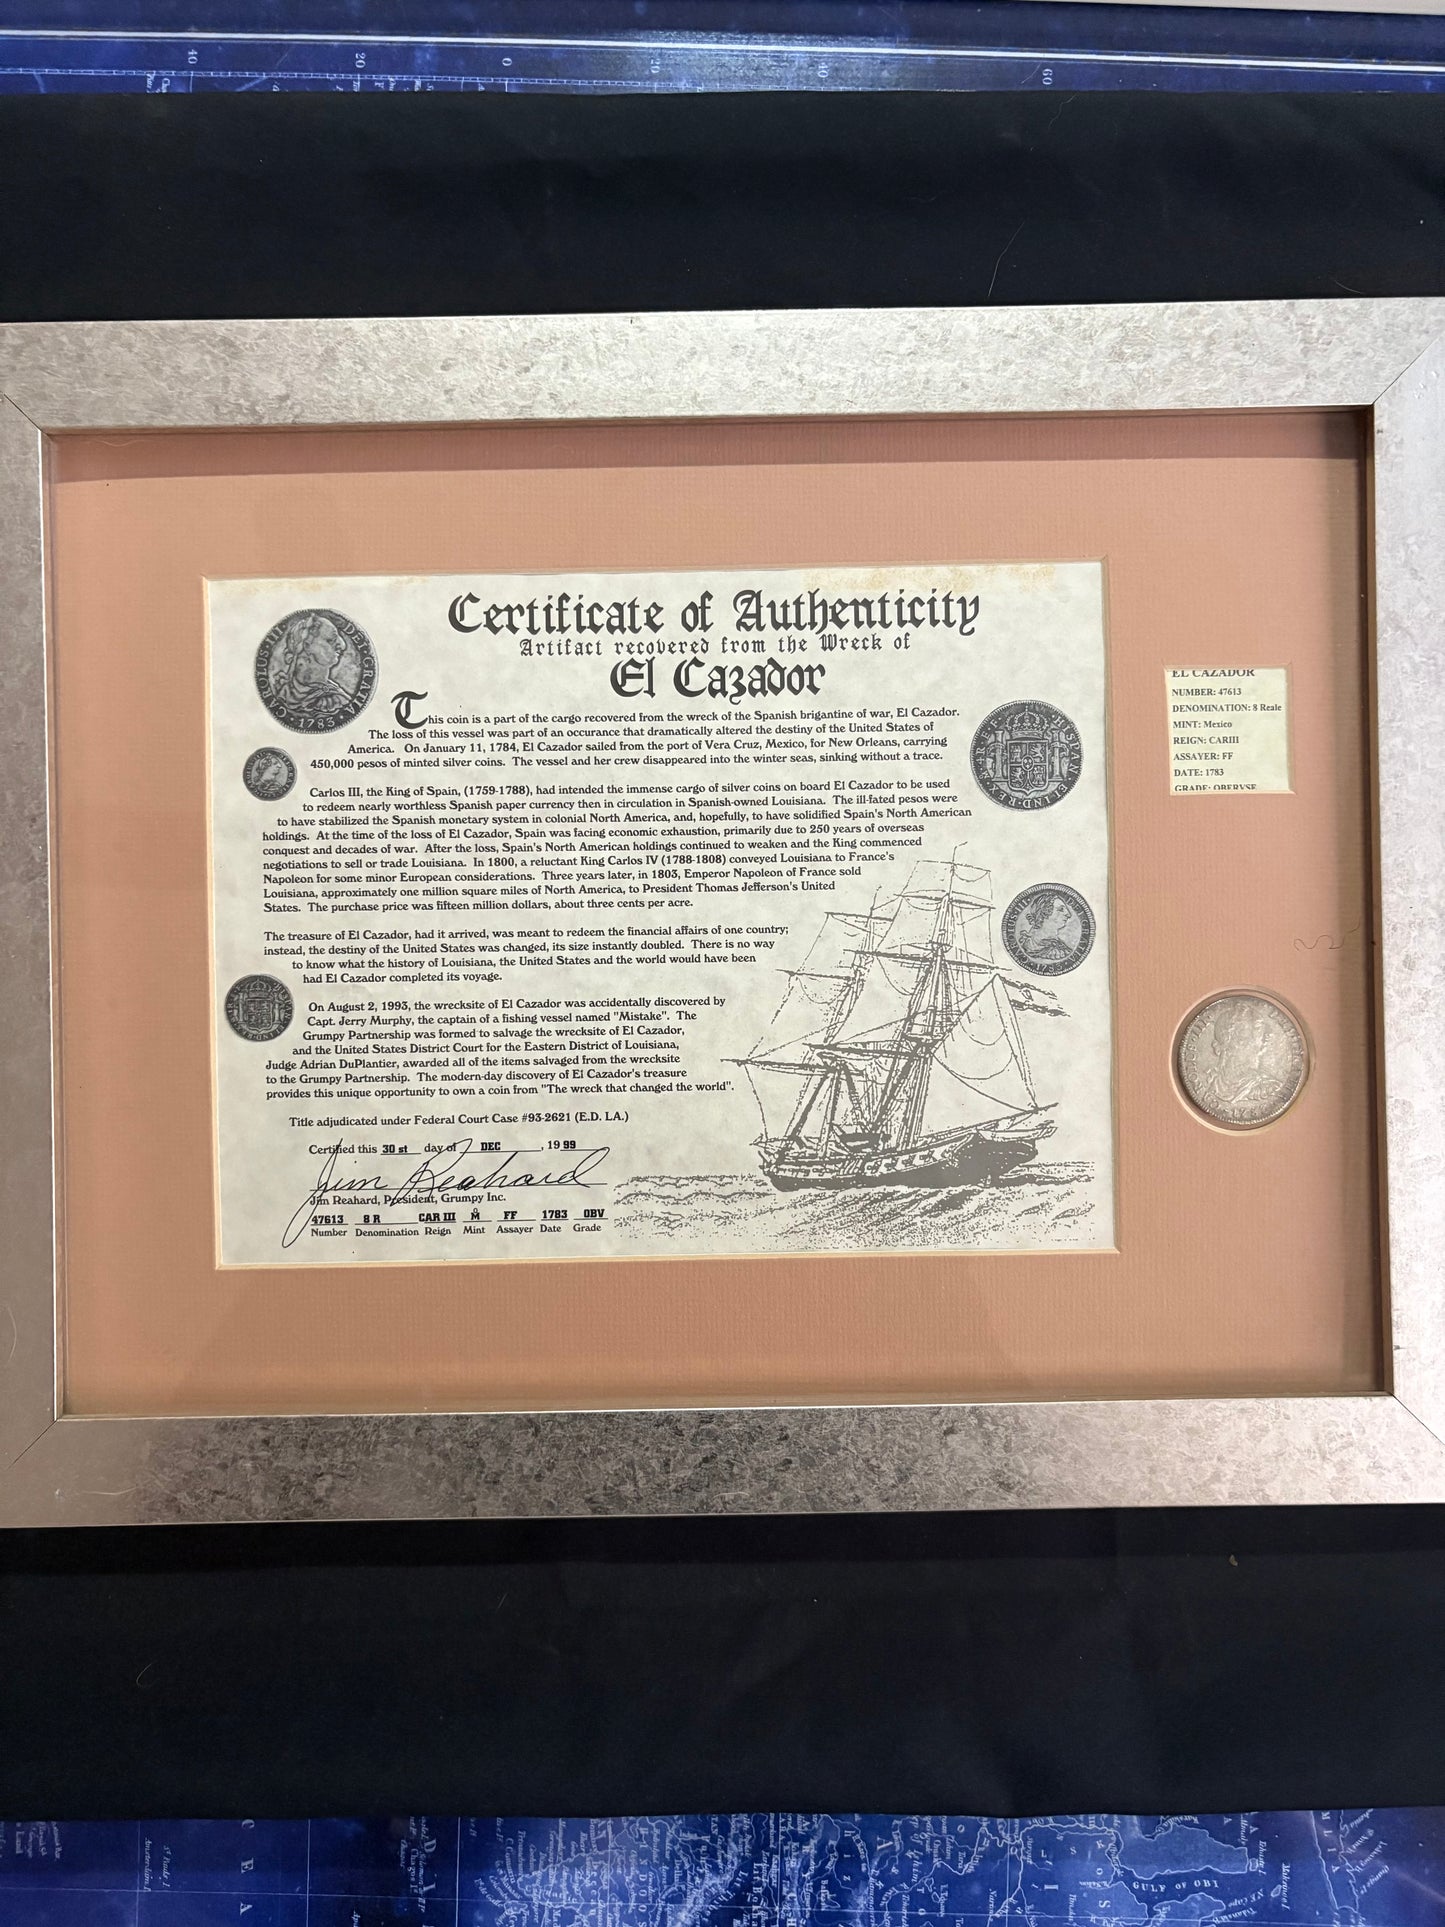 40
20
0
20
40
60
Certificate of Authenticity
Artifact recovered from the Wreck of
El Cazador
CAROLUS·III· DEI·GRATIA
·1783·
This coin is a part of the cargo recovered from the wreck of the Spanish brigantine of war, El Cazador.
The loss of this vessel was part of an occurance that dramatically altered the destiny of the United States of
America. On January 11, 1784, El Cazador sailed from the port of Vera Cruz, Mexico, for New Orleans, carrying
450,000 pesos of minted silver coins. The vessel and her crew disappeared into the winter seas, sinking without a trace.
Carlos III, the King of Spain, (1759-1788), had intended the immense cargo of silver coins on board El Cazador to be used
to redeem nearly worthless Spanish paper currency then in circulation in Spanish-owned Louisiana. The ill-fated pesos were
to have stabilized the Spanish monetary system in colonial North America, and, hopefully, to have solidified Spain's North American
holdings. At the time of the loss of El Cazador, Spain was facing economic exhaustion, primarily due to 250 years of overseas
conquest and decades of war. After the loss, Spain's North American holdings continued to weaken and the King commenced
negotiations to sell or trade Louisiana. In 1800, a reluctant King Carlos IV (1788-1808) conveyed Louisiana to France's
Napoleon for some minor European considerations. Three years later, in 1803, Emperor Napoleon of France sold
Louisiana, approximately one million square miles of North America, to President Thomas Jefferson's United
States. The purchase price was fifteen million dollars, about three cents per acre.
The treasure of El Cazador, had it arrived, was meant to redeem the financial affairs of one country;
instead, the destiny of the United States was changed, its size instantly doubled. There is no way
to know what the history of Louisiana, the United States and the world would have been
had El Cazador completed its voyage.
On August 2, 1993, the wrecksite of El Cazador was accidentally discovered by
Capt. Jerry Murphy, the captain of a fishing vessel named "Mistake". The
Grumpy Partnership was formed to salvage the wrecksite of El Cazador,
and the United States District Court for the Eastern District of Louisiana,
Judge Adrian DuPlantier, awarded all of the items salvaged from the wrecksite
to the Grumpy Partnership. The modern-day discovery of El Cazador's treasure
provides this unique opportunity to own a coin from "The wreck that changed the world".
Title adjudicated under Federal Court Case #93-2621 (E.D. LA.)
Certified this 30 st day of DEC , 19 99
Jim Reahard
Jim Reahard, President, Grumpy Inc.
47613 8 R CAR III M̊ FF 1783 OBV
Number Denomination Reign Mint Assayer Date Grade
EL CAZADOR
NUMBER: 47613
DENOMINATION: 8 Reale
MINT: Mexico
REIGN: CARIII
ASSAYER: FF
DATE: 1783
GRADE: OBERVSE
GULF OF OBI